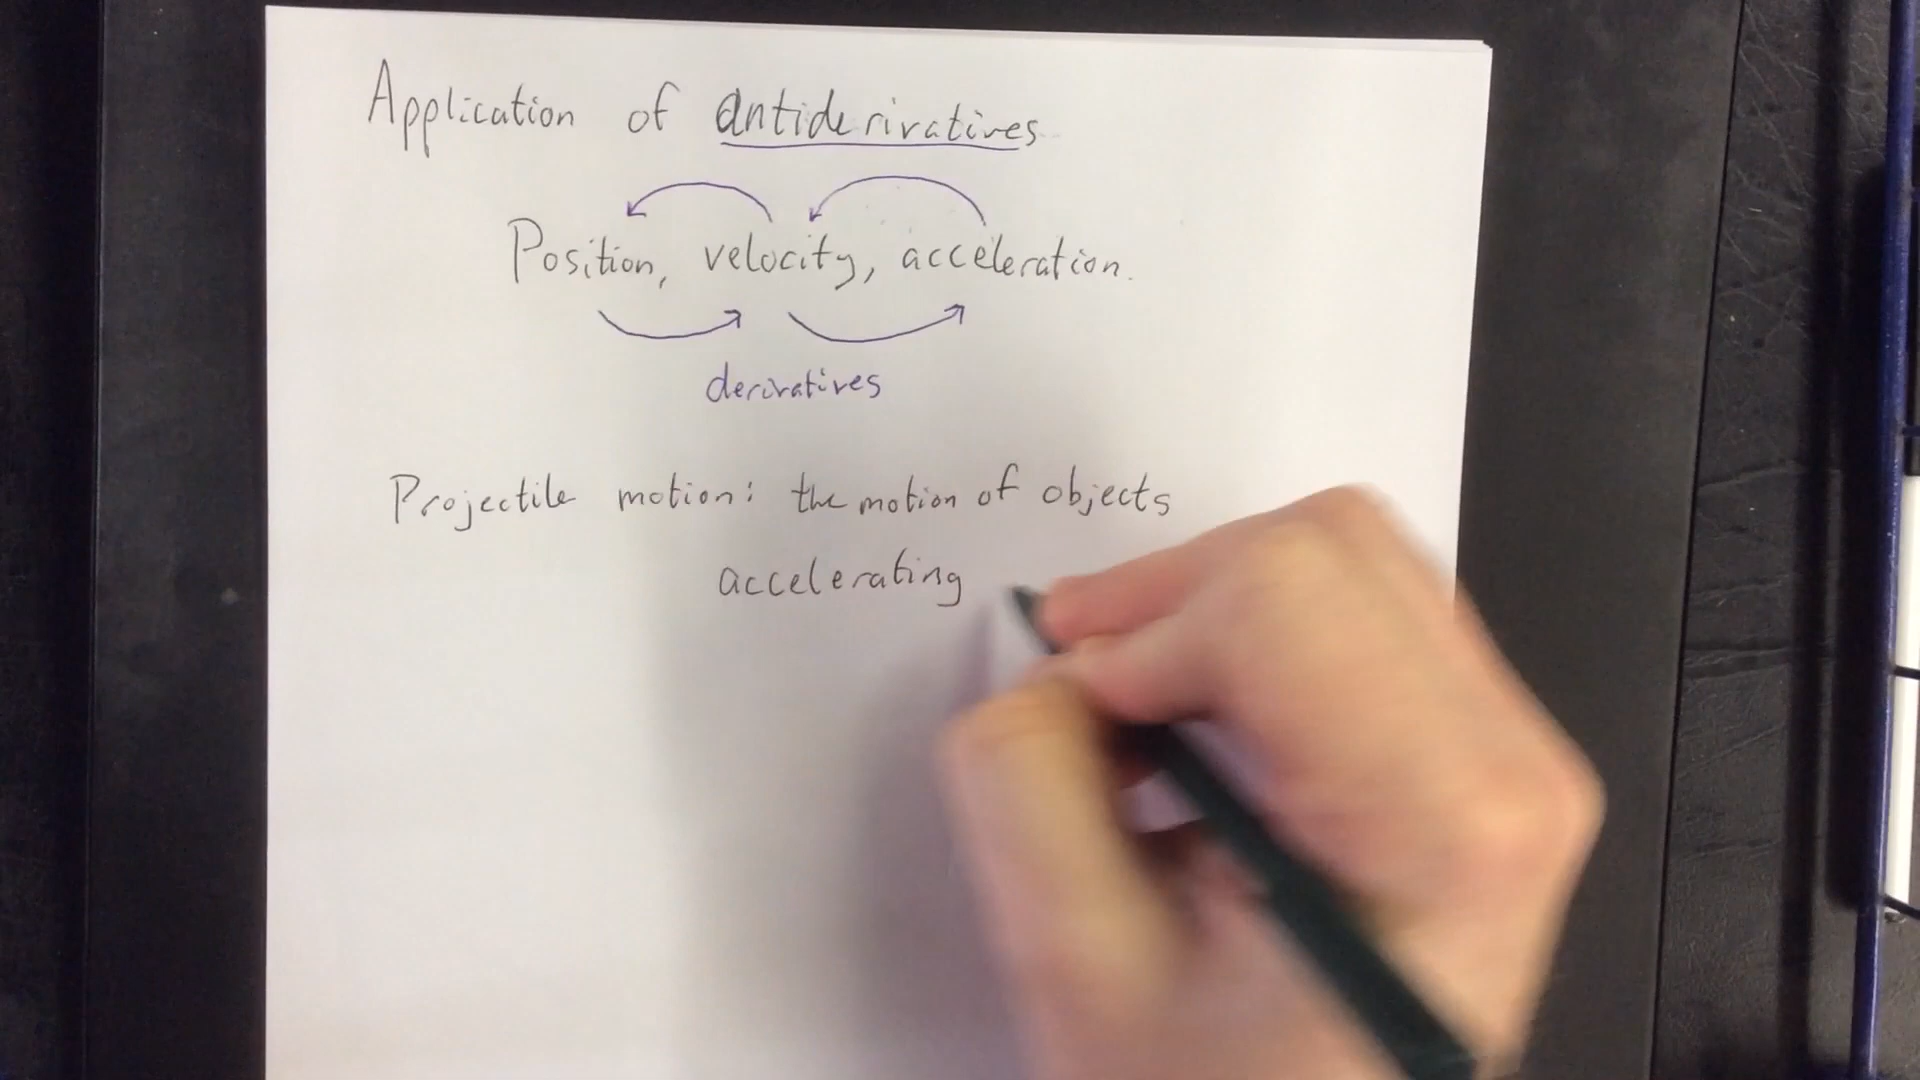 Application of antiderivatives
Position, velocity, acceleration.
derivatives
Projectile motion: the motion of objects
accelerating